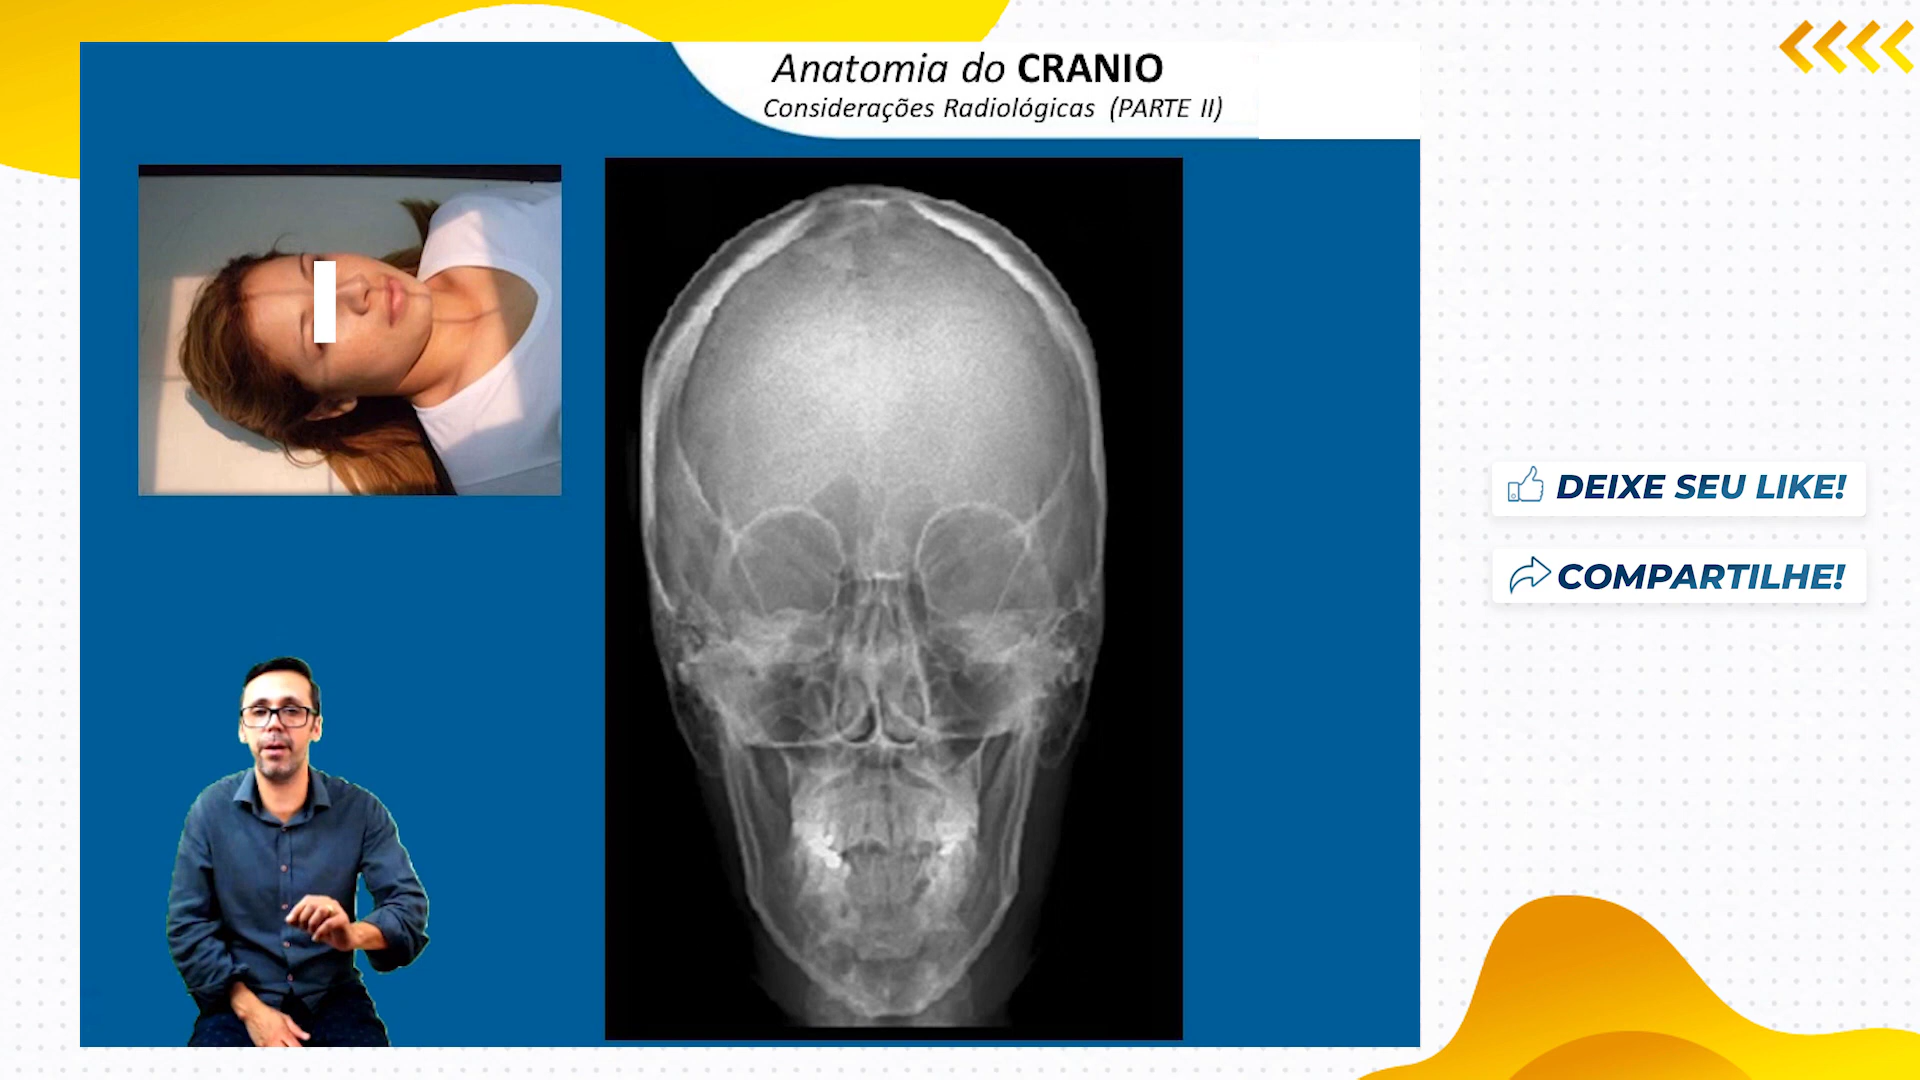 Anatomia do CRANIO
Considerações Radiológicas (PARTE II)
DEIXE SEU LIKE!
COMPARTILHE!